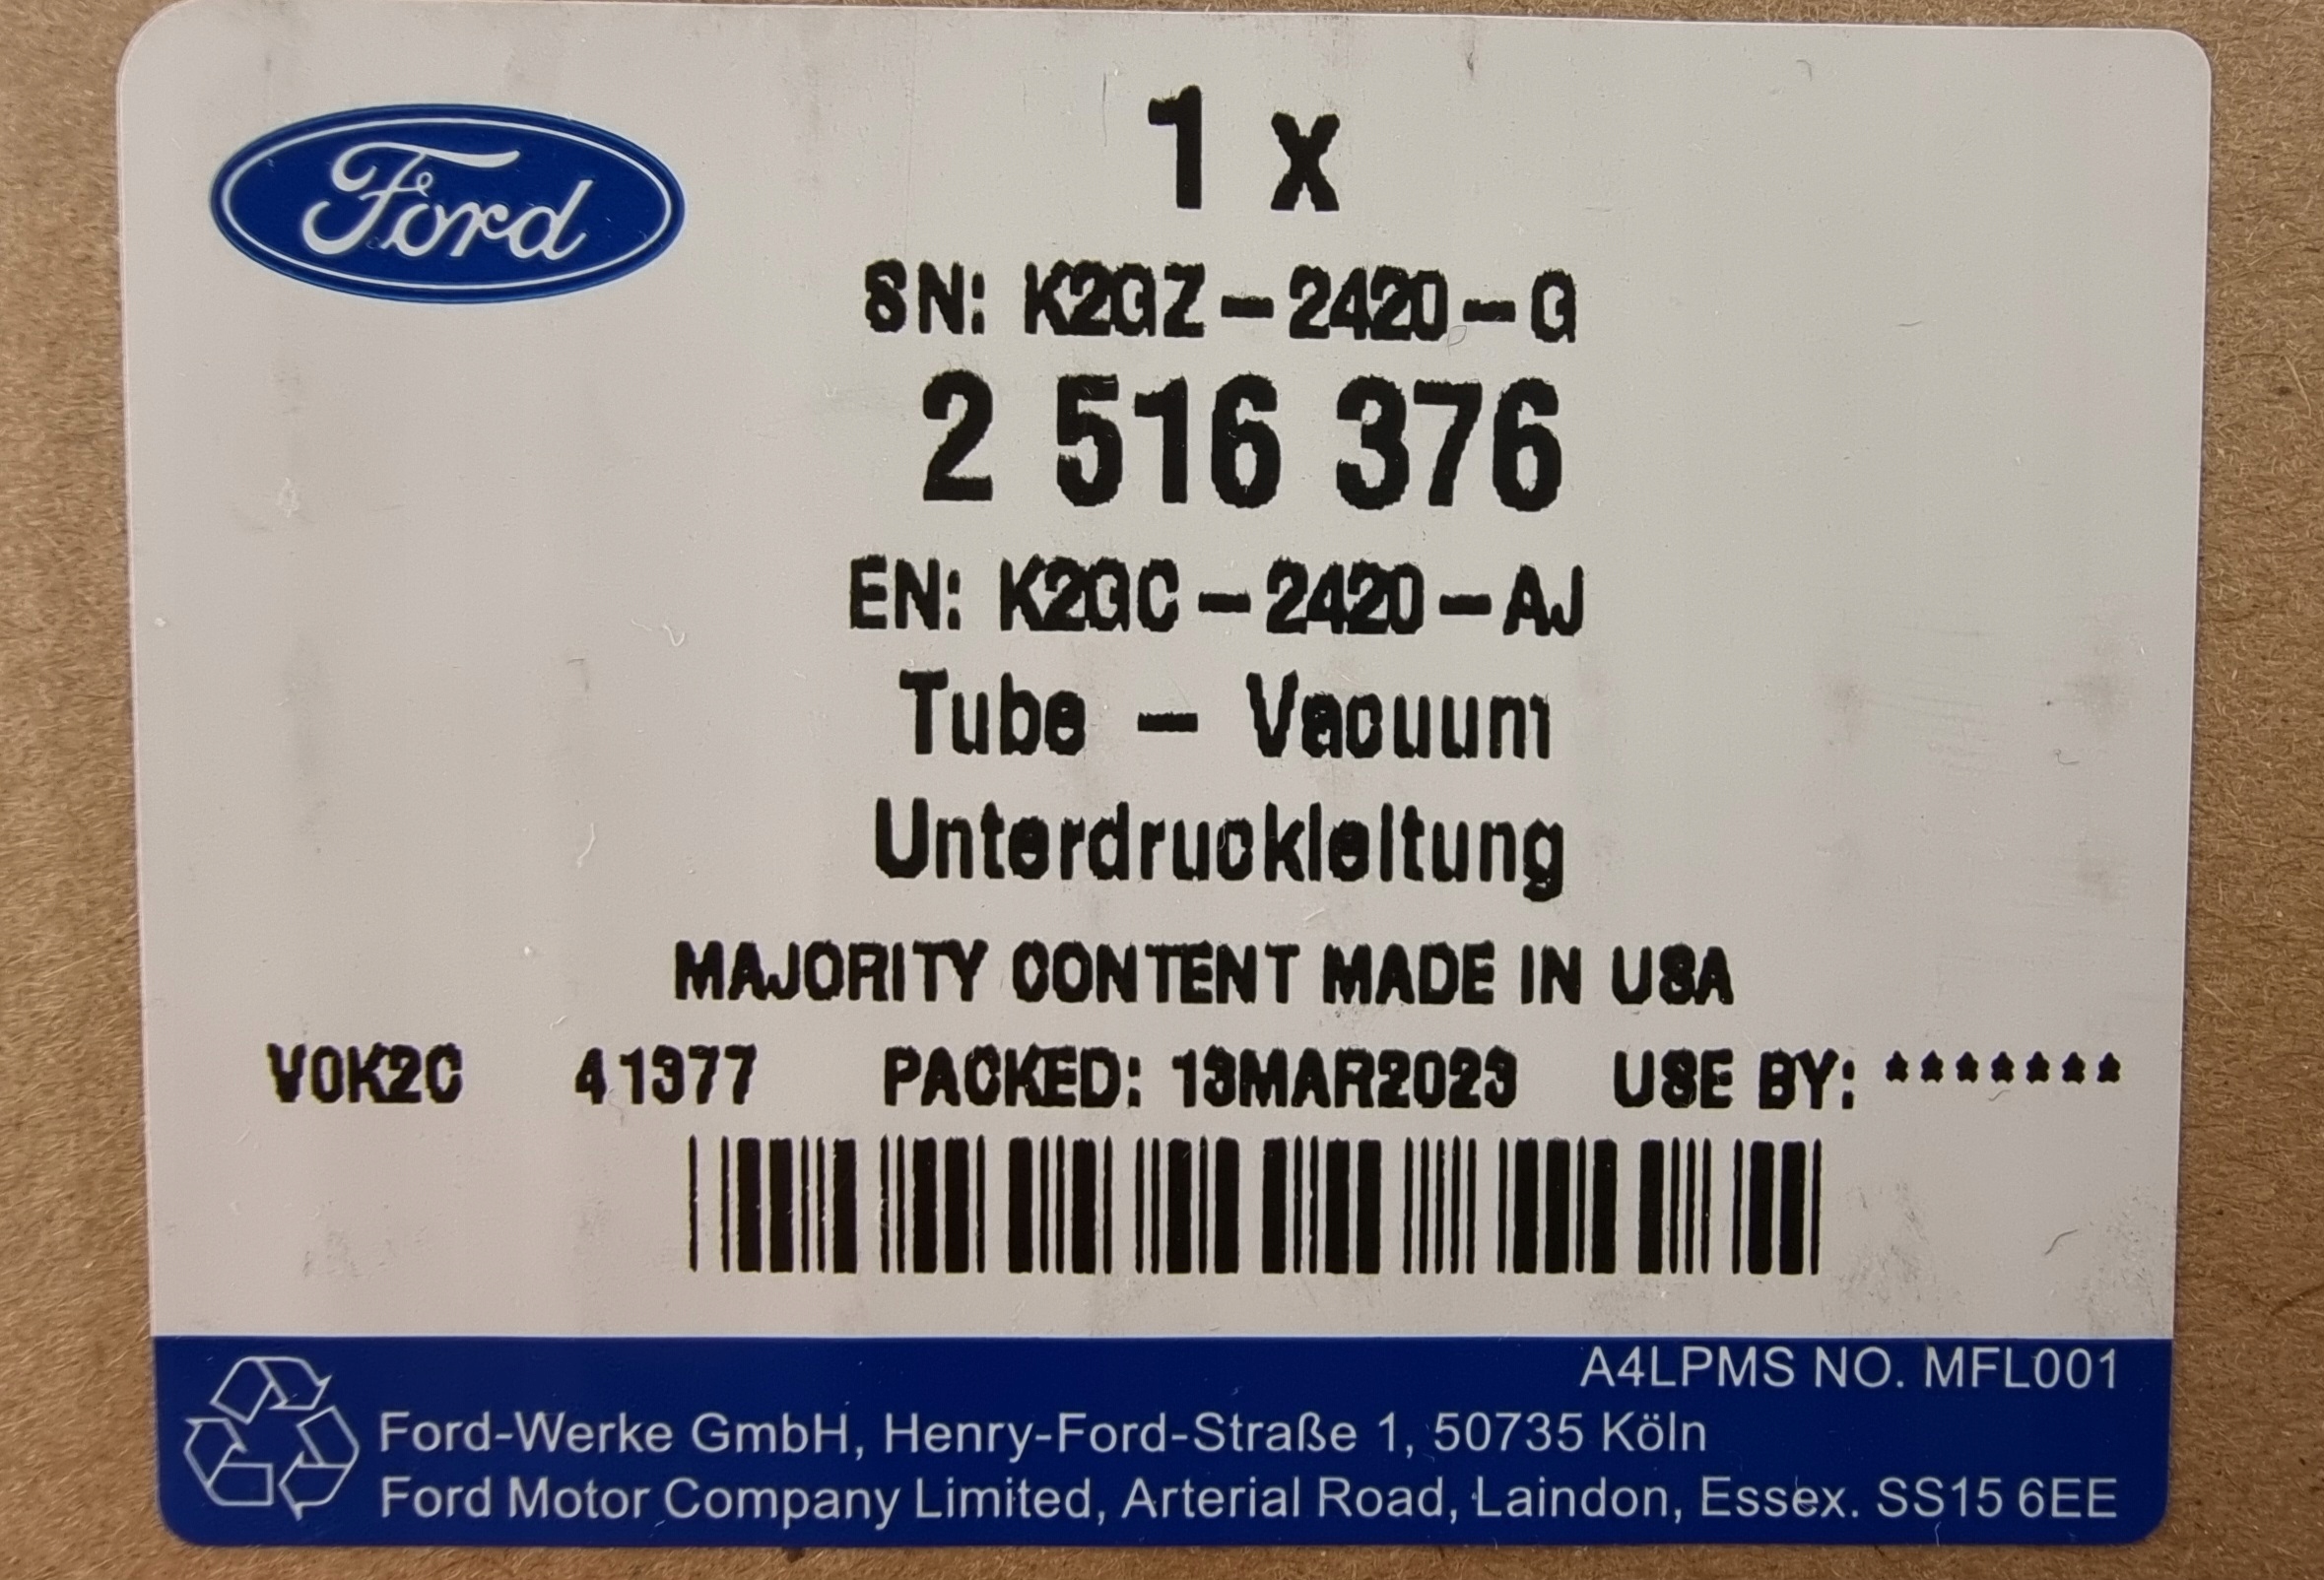 Ford
1 x
SN: K2GZ-2420-G
2 516 376
EN: K2GC-2420-AJ
Tube - Vacuum
Unterdruckleitung
MAJORITY CONTENT MADE IN USA
V0K2C 41377 PACKED: 13MAR2023 USE BY: *******
A4LPMS NO. MFL001
Ford-Werke GmbH, Henry-Ford-Straße 1, 50735 Köln
Ford Motor Company Limited, Arterial Road, Laindon, Essex. SS15 6EE